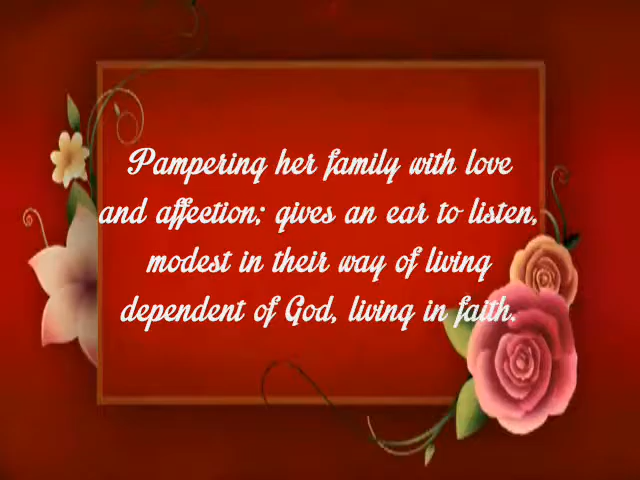 Pampering her family with love
and affection; gives an ear to listen,
modest in their way of living
dependent of God, living in faith.